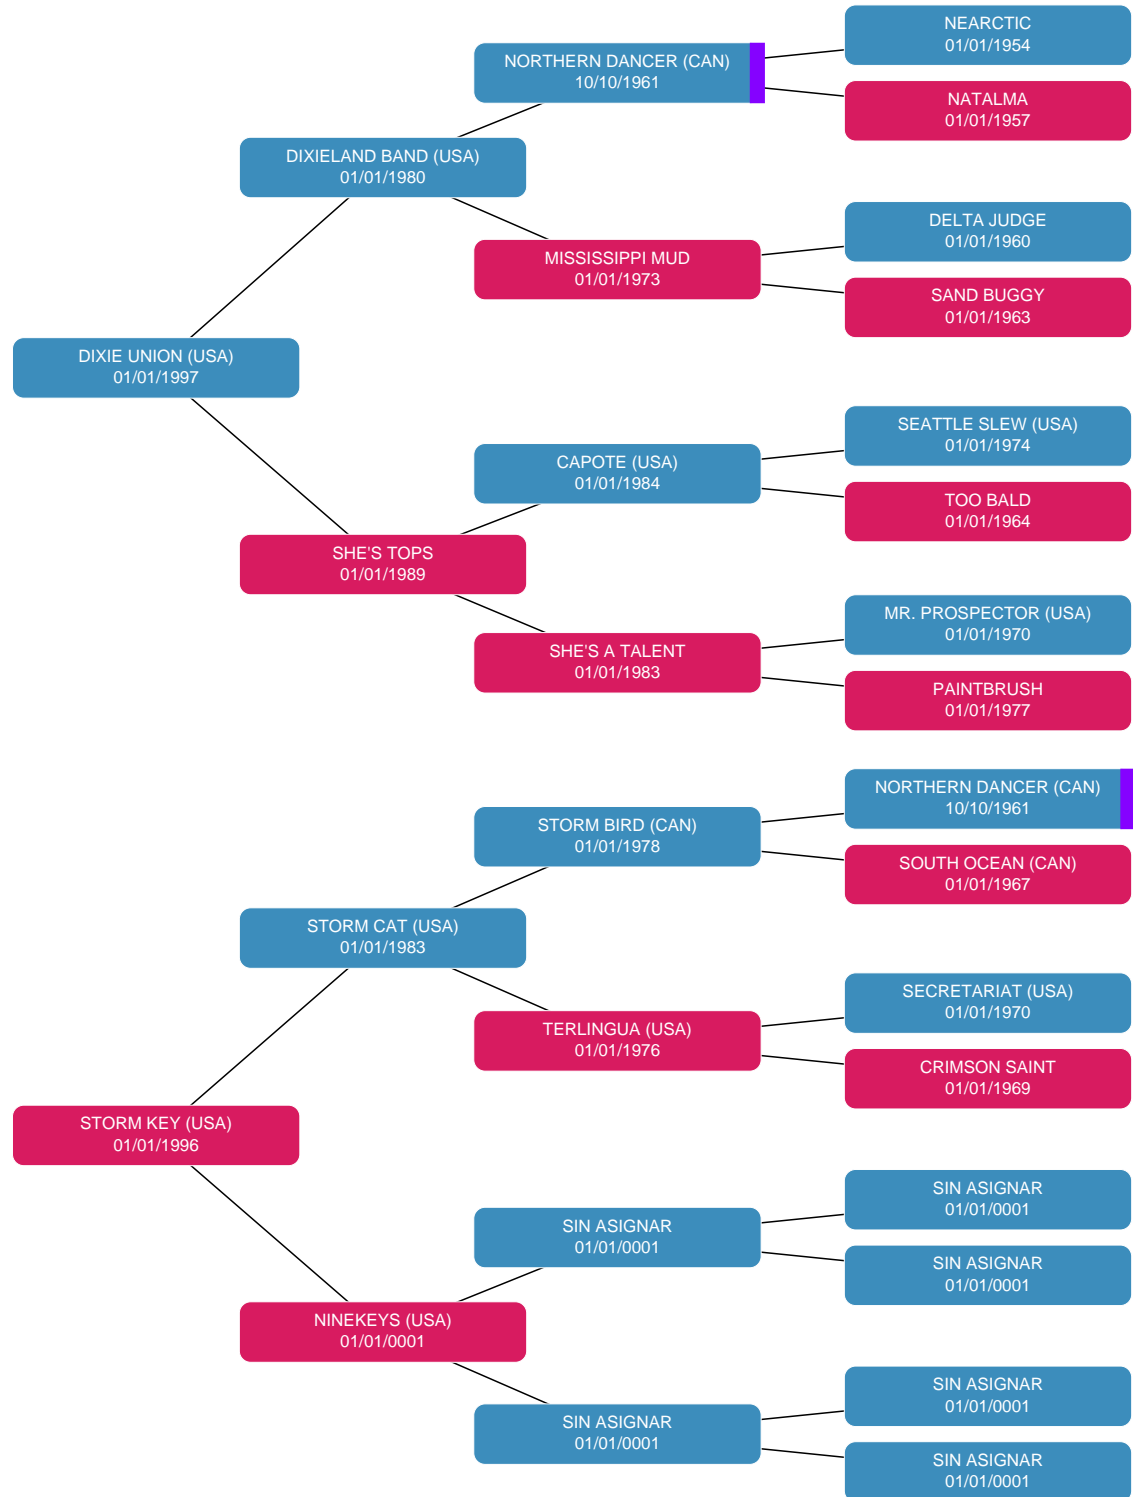 NEARCTIC
01/01/1954
NORTHERN DANCER (CAN)
10/10/1961
NATALMA
01/01/1957
DIXIELAND BAND (USA)
01/01/1980
DELTA JUDGE
01/01/1960
MISSISSIPPI MUD
01/01/1973
SAND BUGGY
01/01/1963
DIXIE UNION (USA)
01/01/1997
SEATTLE SLEW (USA)
01/01/1974
CAPOTE (USA)
01/01/1984
TOO BALD
01/01/1964
SHE'S TOPS
01/01/1989
MR. PROSPECTOR (USA)
01/01/1970
SHE'S A TALENT
01/01/1983
PAINTBRUSH
01/01/1977
NORTHERN DANCER (CAN)
10/10/1961
STORM BIRD (CAN)
01/01/1978
SOUTH OCEAN (CAN)
01/01/1967
STORM CAT (USA)
01/01/1983
SECRETARIAT (USA)
01/01/1970
TERLINGUA (USA)
01/01/1976
CRIMSON SAINT
01/01/1969
STORM KEY (USA)
01/01/1996
SIN ASIGNAR
01/01/0001
SIN ASIGNAR
01/01/0001
SIN ASIGNAR
01/01/0001
NINEKEYS (USA)
01/01/0001
SIN ASIGNAR
01/01/0001
SIN ASIGNAR
01/01/0001
SIN ASIGNAR
01/01/0001